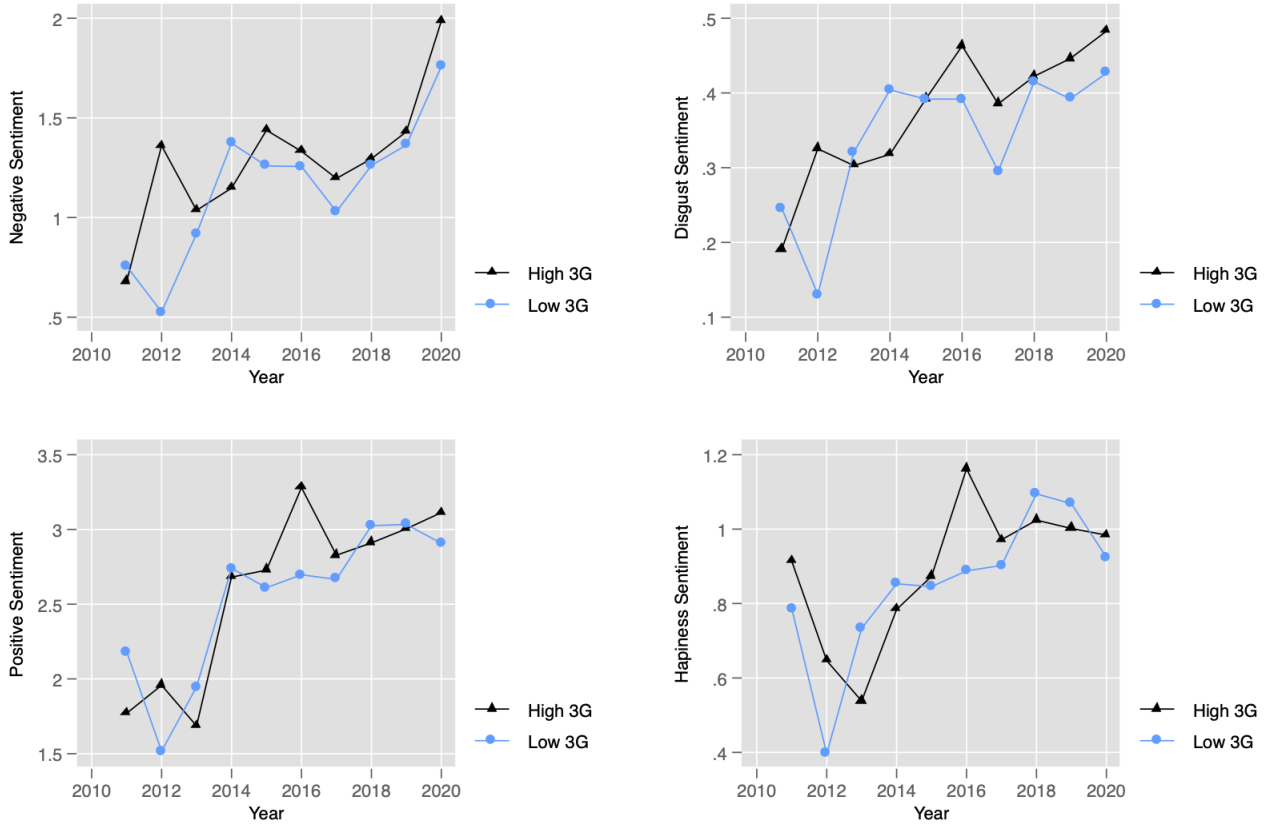 Negative Sentiment
2
1.5
1
.5
2010 2012 2014 2016 2018 2020
Year
High 3G
Low 3G
Disgust Sentiment
.5
.4
.3
.2
.1
2010 2012 2014 2016 2018 2020
Year
High 3G
Low 3G
Positive Sentiment
3.5
3
2.5
2
1.5
2010 2012 2014 2016 2018 2020
Year
High 3G
Low 3G
Hapiness Sentiment
1.2
1
.8
.6
.4
2010 2012 2014 2016 2018 2020
Year
High 3G
Low 3G